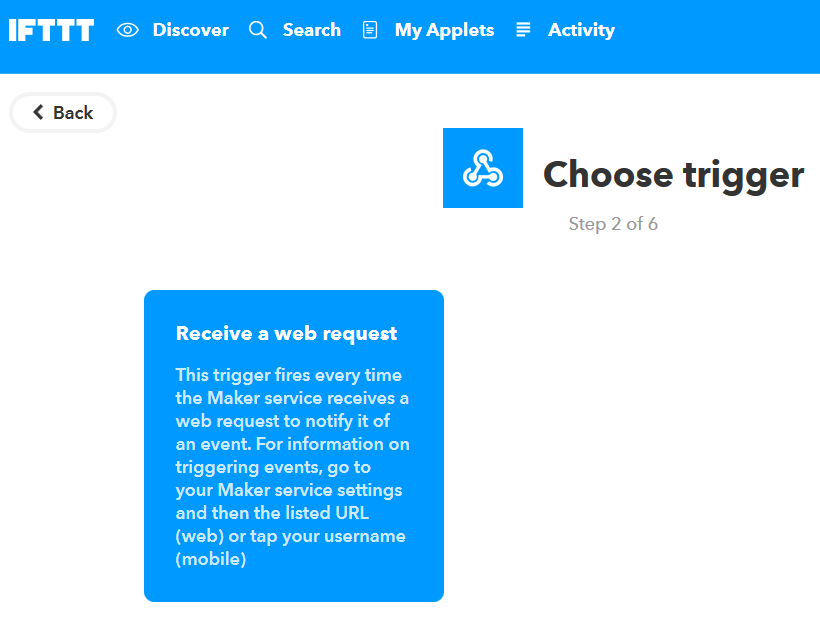 IFTTT Discover Search My Applets Activity
Back
Choose trigger
Step 2 of 6
Receive a web request
This trigger fires every time
the Maker service receives a
web request to notify it of
an event. For information on
triggering events, go to
your Maker service settings
and then the listed URL
(web) or tap your username
(mobile)